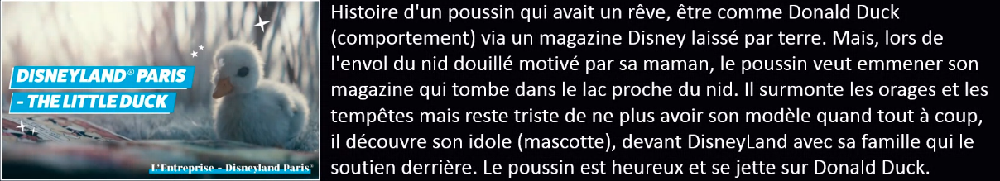 DISNEYLAND® PARIS
- THE LITTLE DUCK
L'Entreprise - Disneyland Paris®
Histoire d'un poussin qui avait un rêve, être comme Donald Duck
(comportement) via un magazine Disney laissé par terre. Mais, lors de
l'envol du nid douillé motivé par sa maman, le poussin veut emmener son
magazine qui tombe dans le lac proche du nid. Il surmonte les orages et les
tempêtes mais reste triste de ne plus avoir son modèle quand tout à coup,
il découvre son idole (mascotte), devant DisneyLand avec sa famille qui le
soutien derrière. Le poussin est heureux et se jette sur Donald Duck.